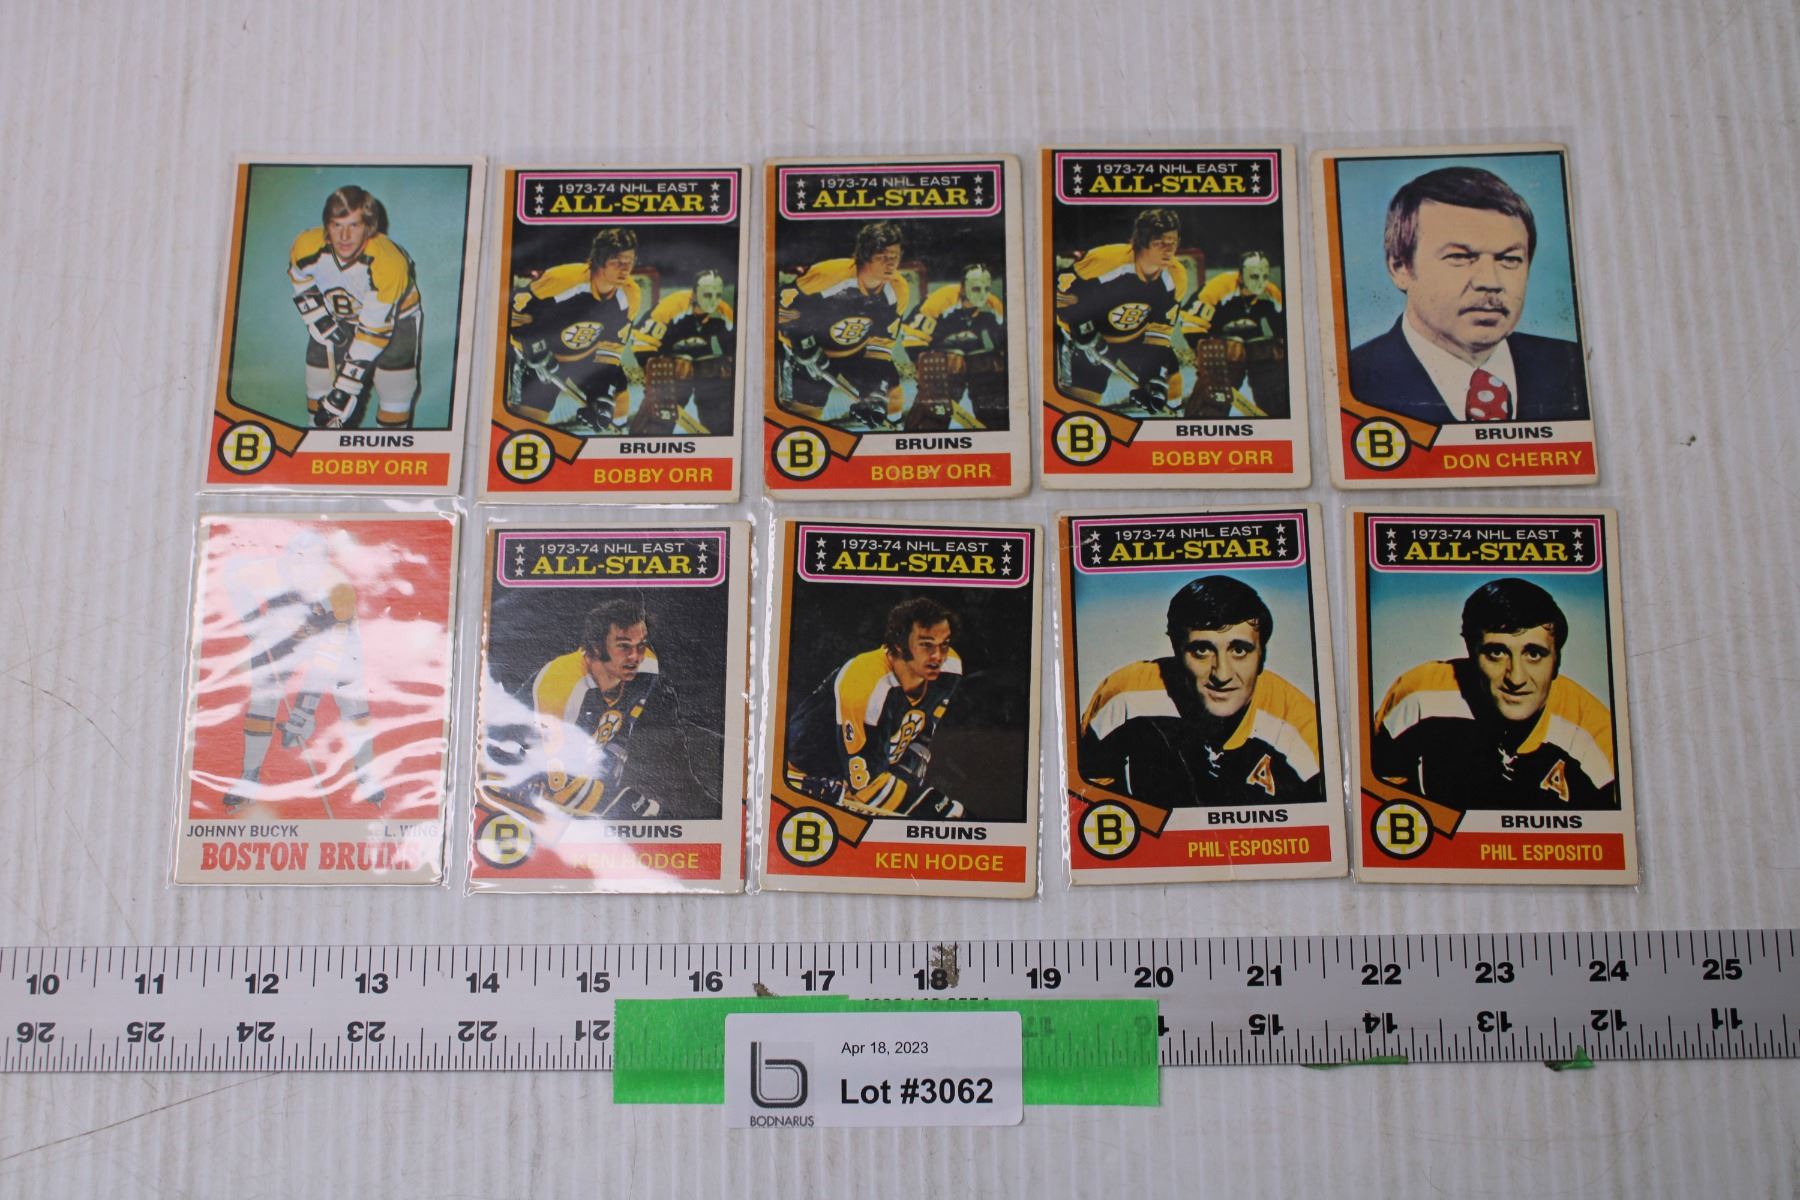 BRUINS
BOBBY ORR
1973-74 NHL EAST
ALL-STAR
BRUINS
BOBBY ORR
1973-74 NHL EAST
ALL-STAR
BRUINS
BOBBY ORR
1973-74 NHL EAST
ALL-STAR
BRUINS
BOBBY ORR
BRUINS
DON CHERRY
JOHNNY BUCYK L. WING
BOSTON BRUINS
1973-74 NHL EAST
ALL-STAR
BRUINS
KEN HODGE
1973-74 NHL EAST
ALL-STAR
BRUINS
KEN HODGE
1973-74 NHL EAST
ALL-STAR
BRUINS
PHIL ESPOSITO
1973-74 NHL EAST
ALL-STAR
BRUINS
PHIL ESPOSITO
10 11 12 13 14 15 16 17 18 19 20 21 22 23 24 25
26 25 24 23 22 21 17 16 15 14 13 12 11
Apr 18, 2023
Lot #3062
BODNARUS